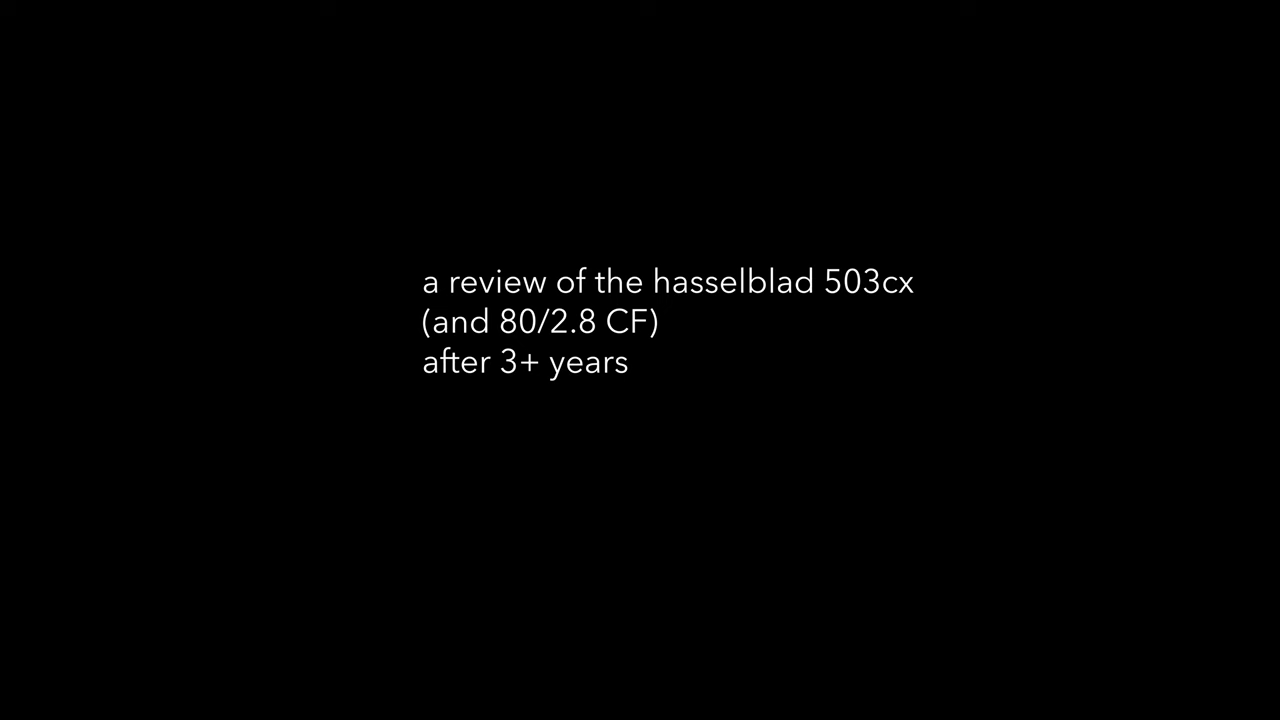 a review of the hasselblad 503cx
(and 80/2.8 CF)
after 3+ years